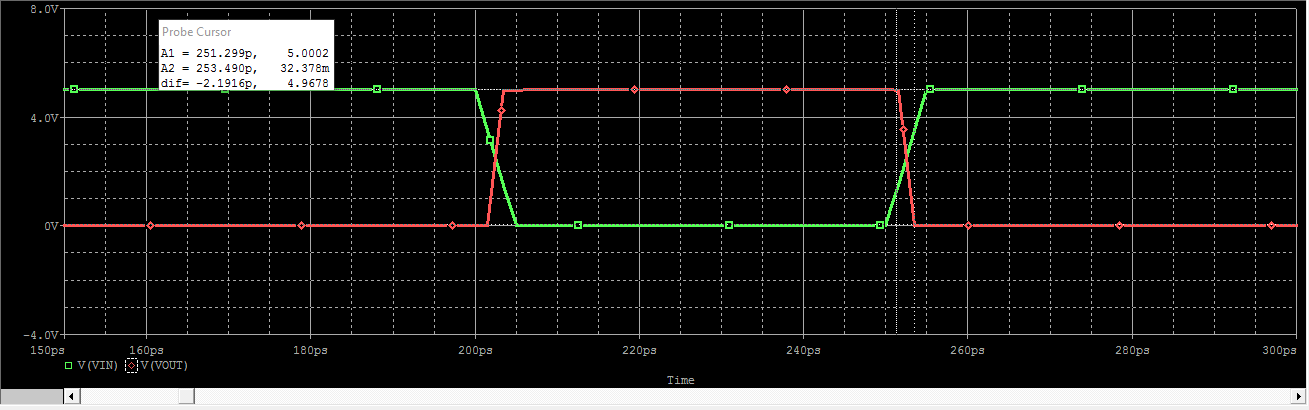 8.0V
Probe Cursor
A1 = 251.299p, 5.0002
A2 = 253.490p, 32.378m
dif= -2.1916p, 4.9678
4.0V
0V
-4.0V
150ps 160ps 180ps 200ps 220ps 240ps 260ps 280ps 300ps
V(VIN) V(VOUT)
Time